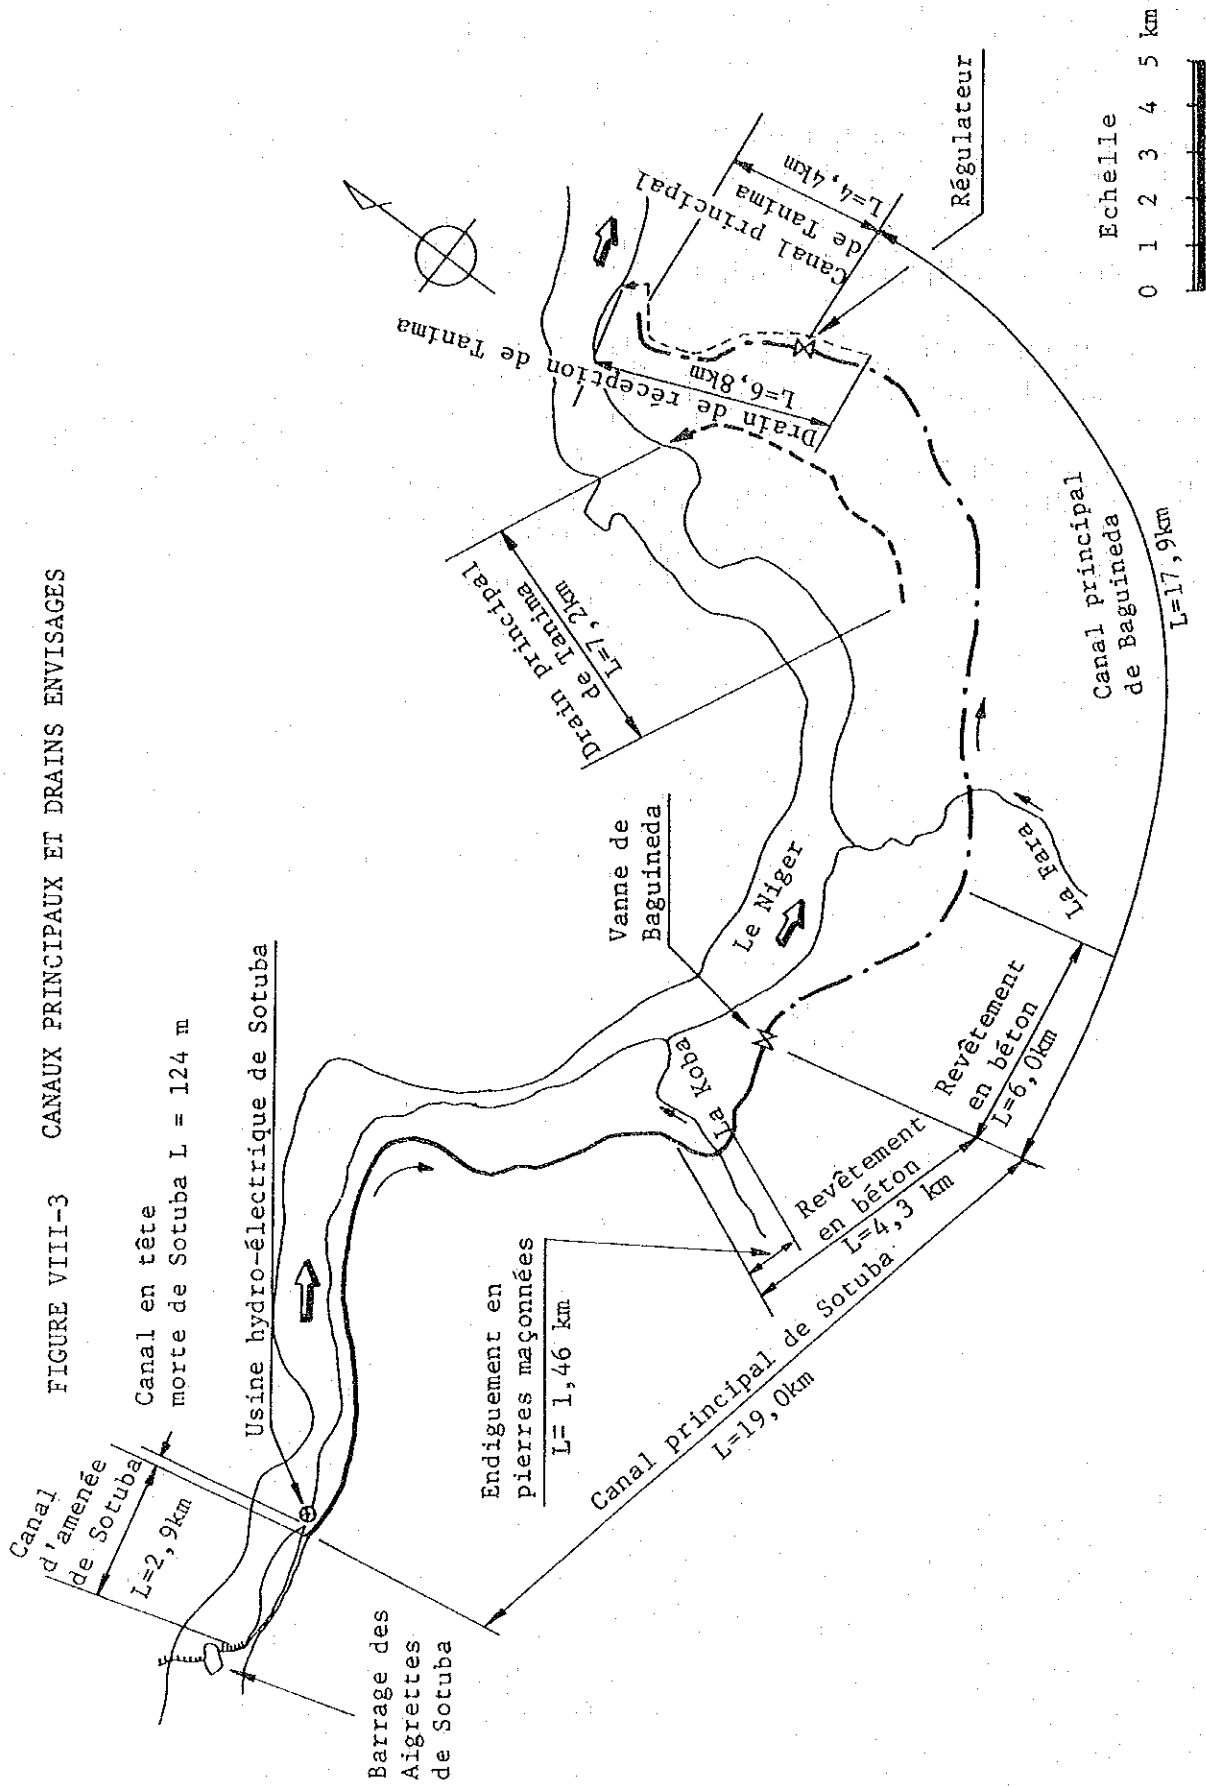 FIGURE VIII-3 CANAUX PRINCIPAUX ET DRAINS ENVISAGES
Canal
d'amenée
de Sotuba
L=2,9km
Canal en tête
morte de Sotuba L = 124 m
Usine hydro-électrique de Sotuba
Barrage des
Aigrettes
de Sotuba
Endiguement en
pierres maçonnées
L= 1,46 km
Canal principal de Sotuba
L=19,0km
Revêtement
en béton
L=4,3 km
Revêtement
en béton
L=6,0km
La Koba
Vanne de
Baguineda
Le Niger
La Fara
Drain principal
de Tanima
L=7,2km
Drain de réception de Tanima
L=6,8km
Canal principal
de Tanima
L=4,4km
Régulateur
Canal principal
de Baguineda
L=17,9km
Echelle
0 1 2 3 4 5 km